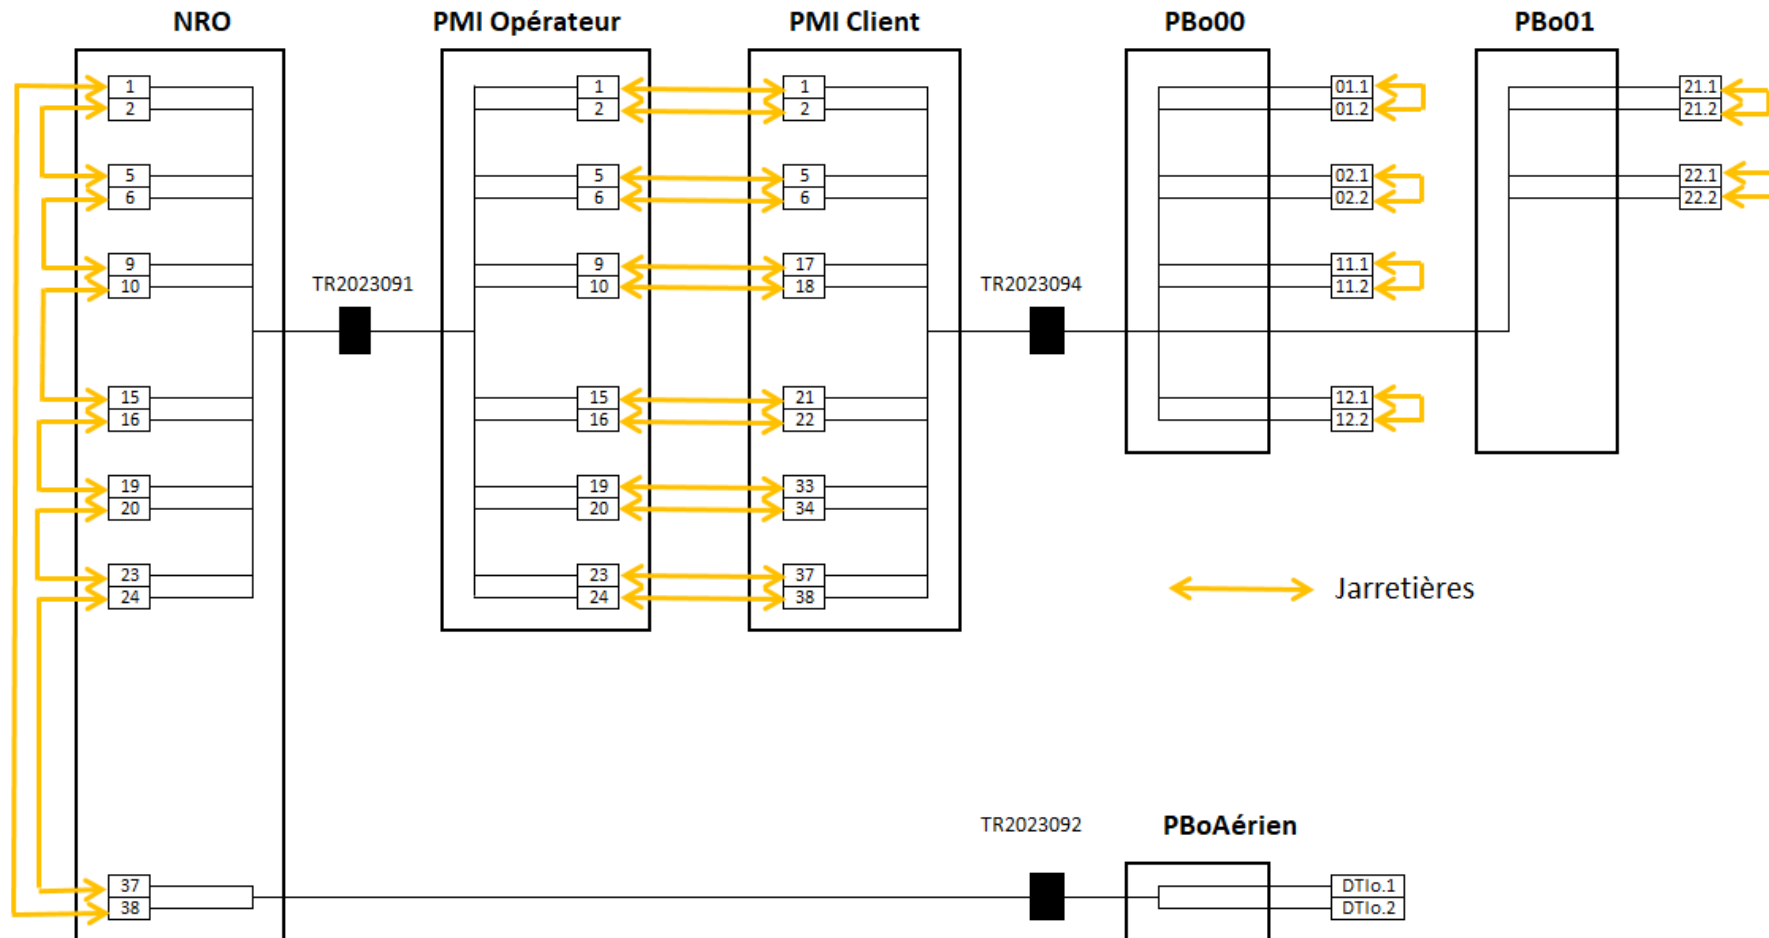 NRO PMI Opérateur PMI Client PBo00 PBo01
1 1 1 01.1 21.1
2 2 2 01.2 21.2
5 5 5 02.1 22.1
6 6 6 02.2 22.2
9 9 17 11.1
10 10 18 11.2
TR2023091 TR2023094
15 15 21 12.1
16 16 22 12.2
19 19 33
20 20 34
23 23 37
24 24 38
Jarretières
TR2023092 PBoAérien
37 DTIo.1
38 DTIo.2